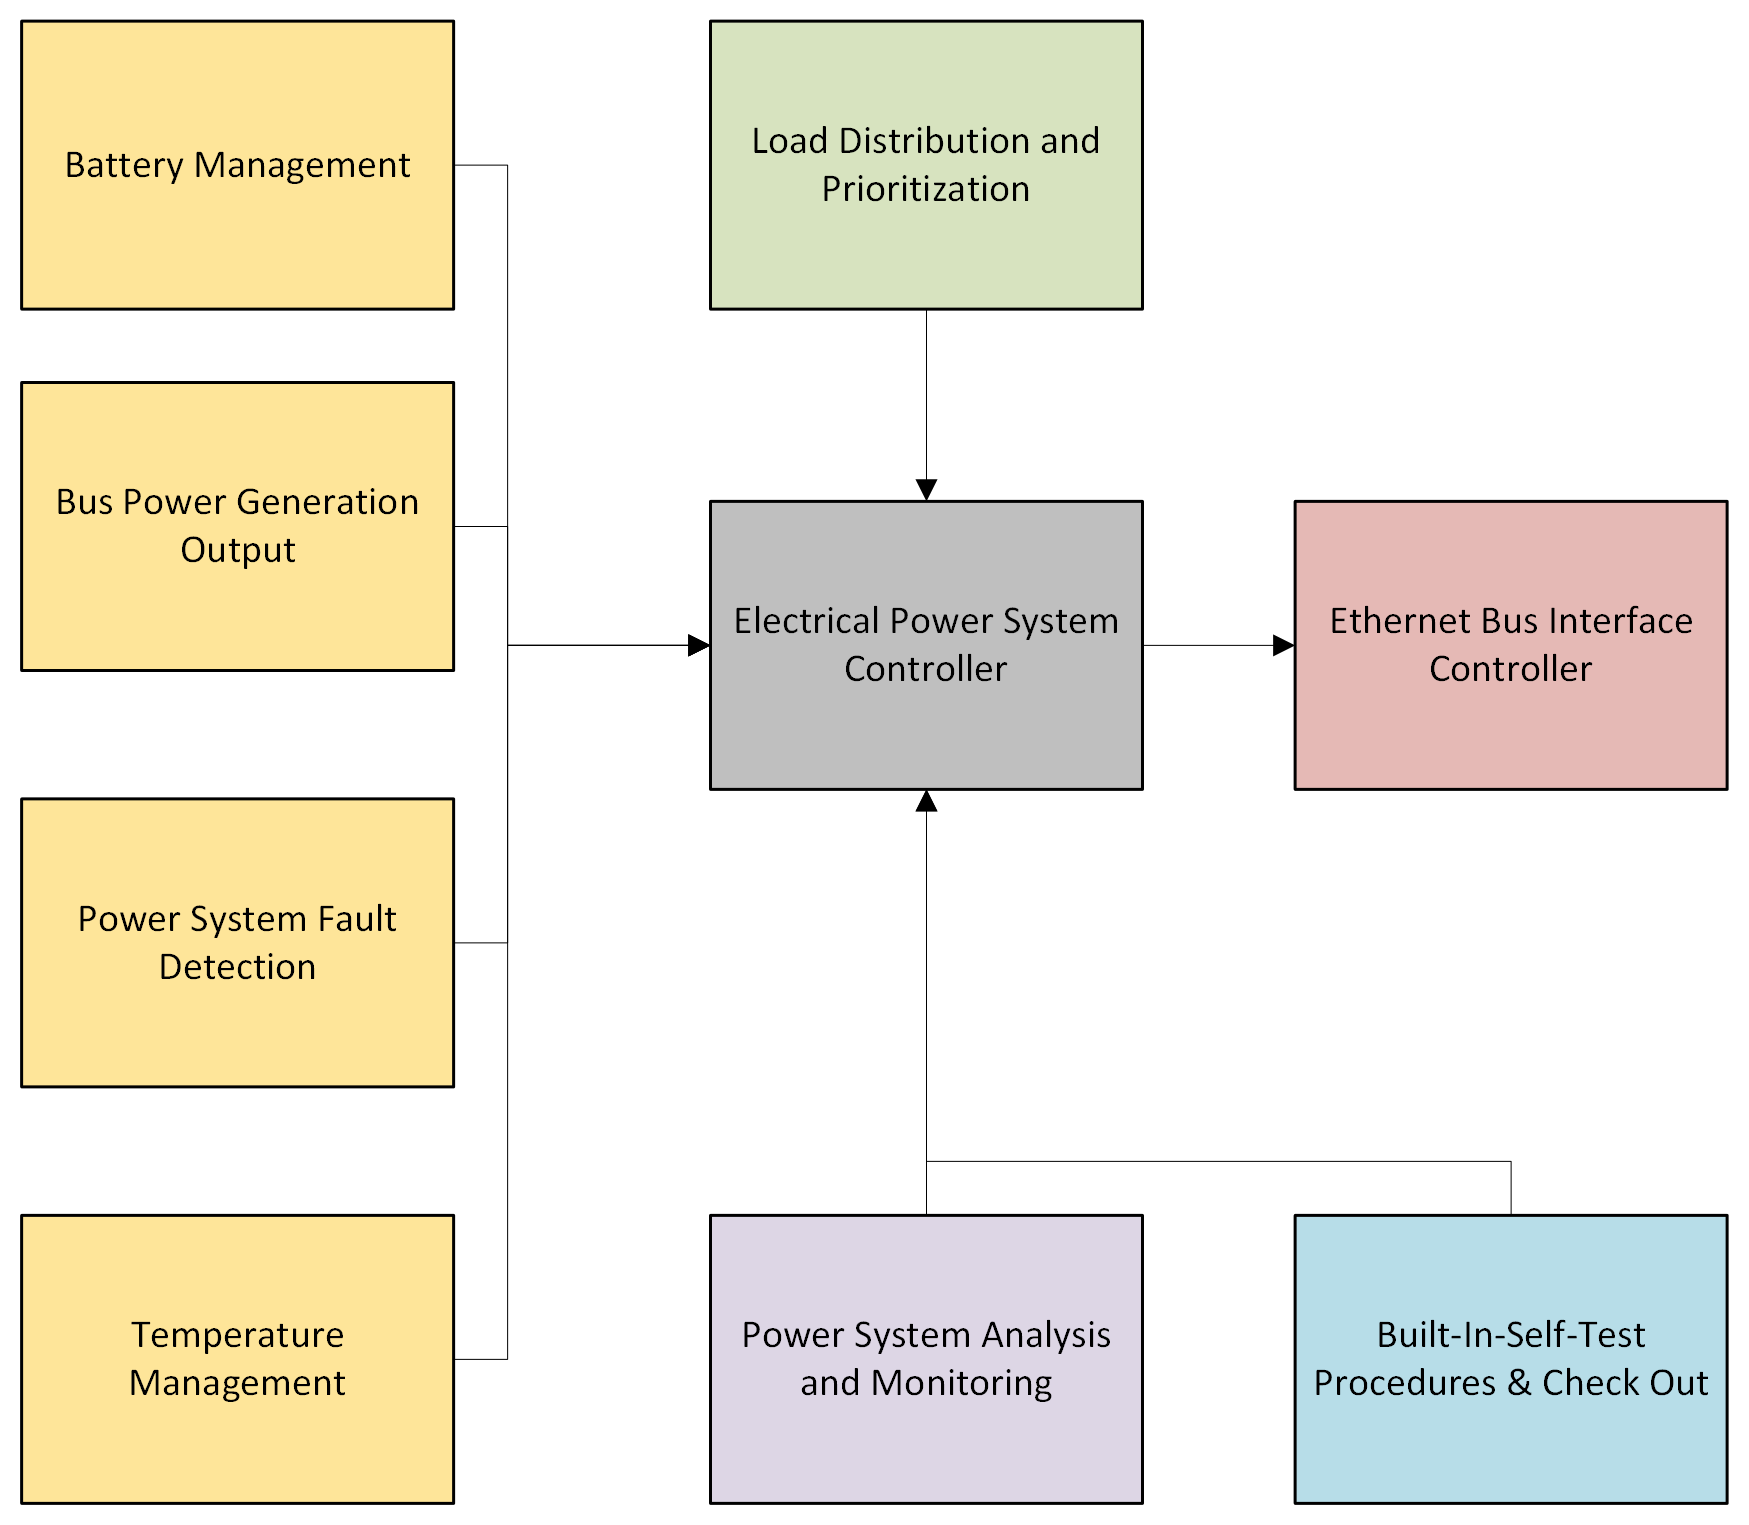 Battery Management
Load Distribution and
Prioritization
Bus Power Generation
Output
Electrical Power System
Controller
Ethernet Bus Interface
Controller
Power System Fault
Detection
Temperature
Management
Power System Analysis
and Monitoring
Built-In-Self-Test
Procedures & Check Out